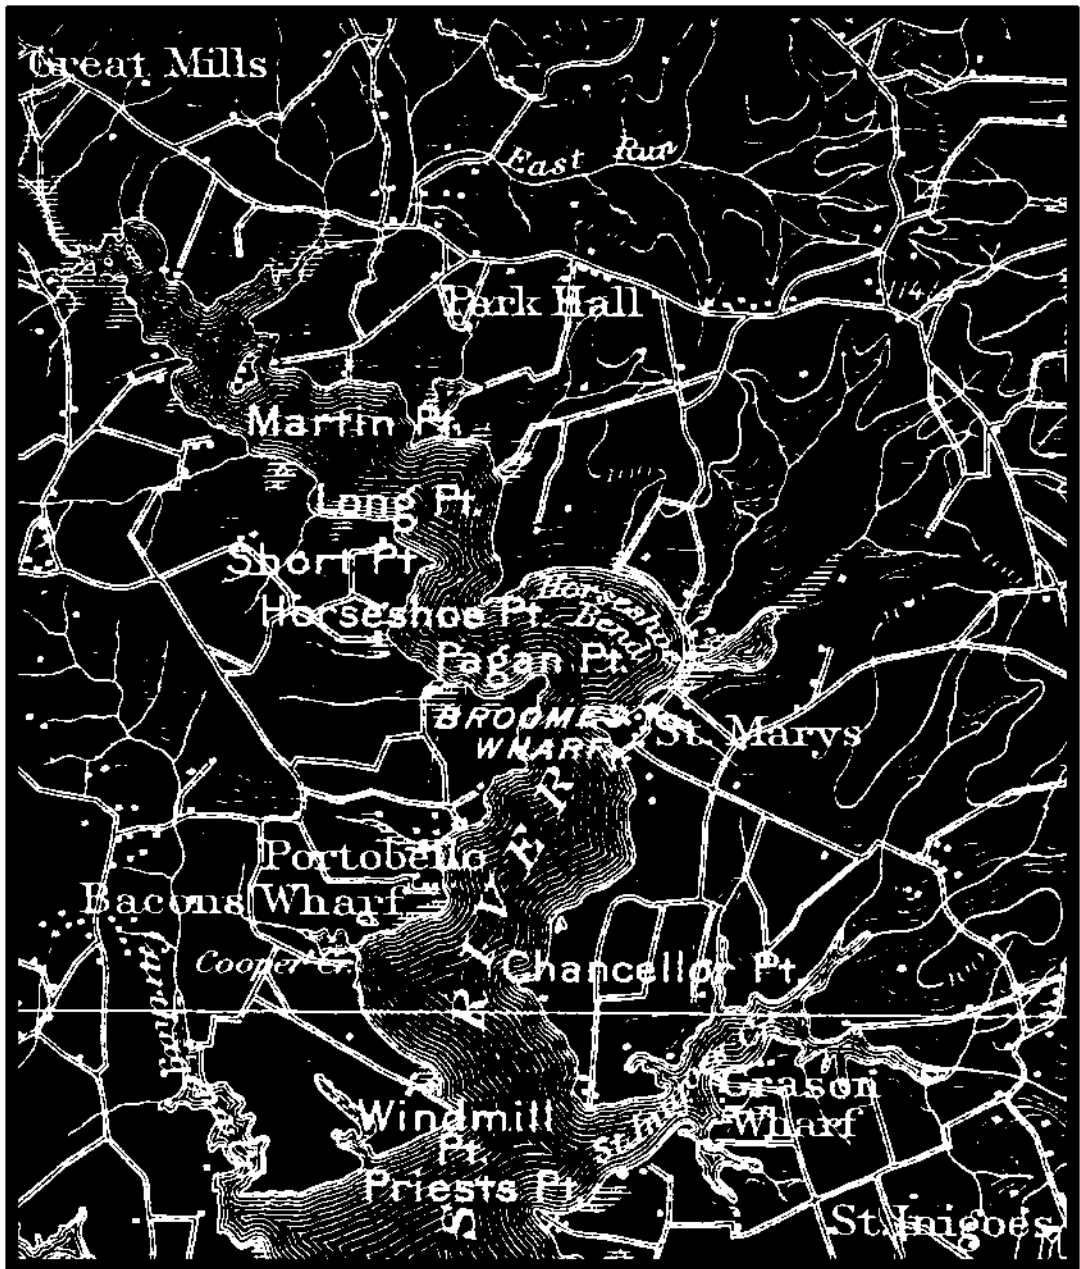 Great Mills
East Run
Park Hall
Martin Pt.
Long Pt.
Short Pt.
Horseshoe Pt.
Horseshoe
Bend
Pagan Pt.
BROOMES
WHARF
St. Marys
RIVER
Portobello
Bacons Wharf
Cooper Cr.
Chancellor Pt.
Grason
Wharf
Windmill
Pt.
Priests Pt.
St.
St. Inigoes